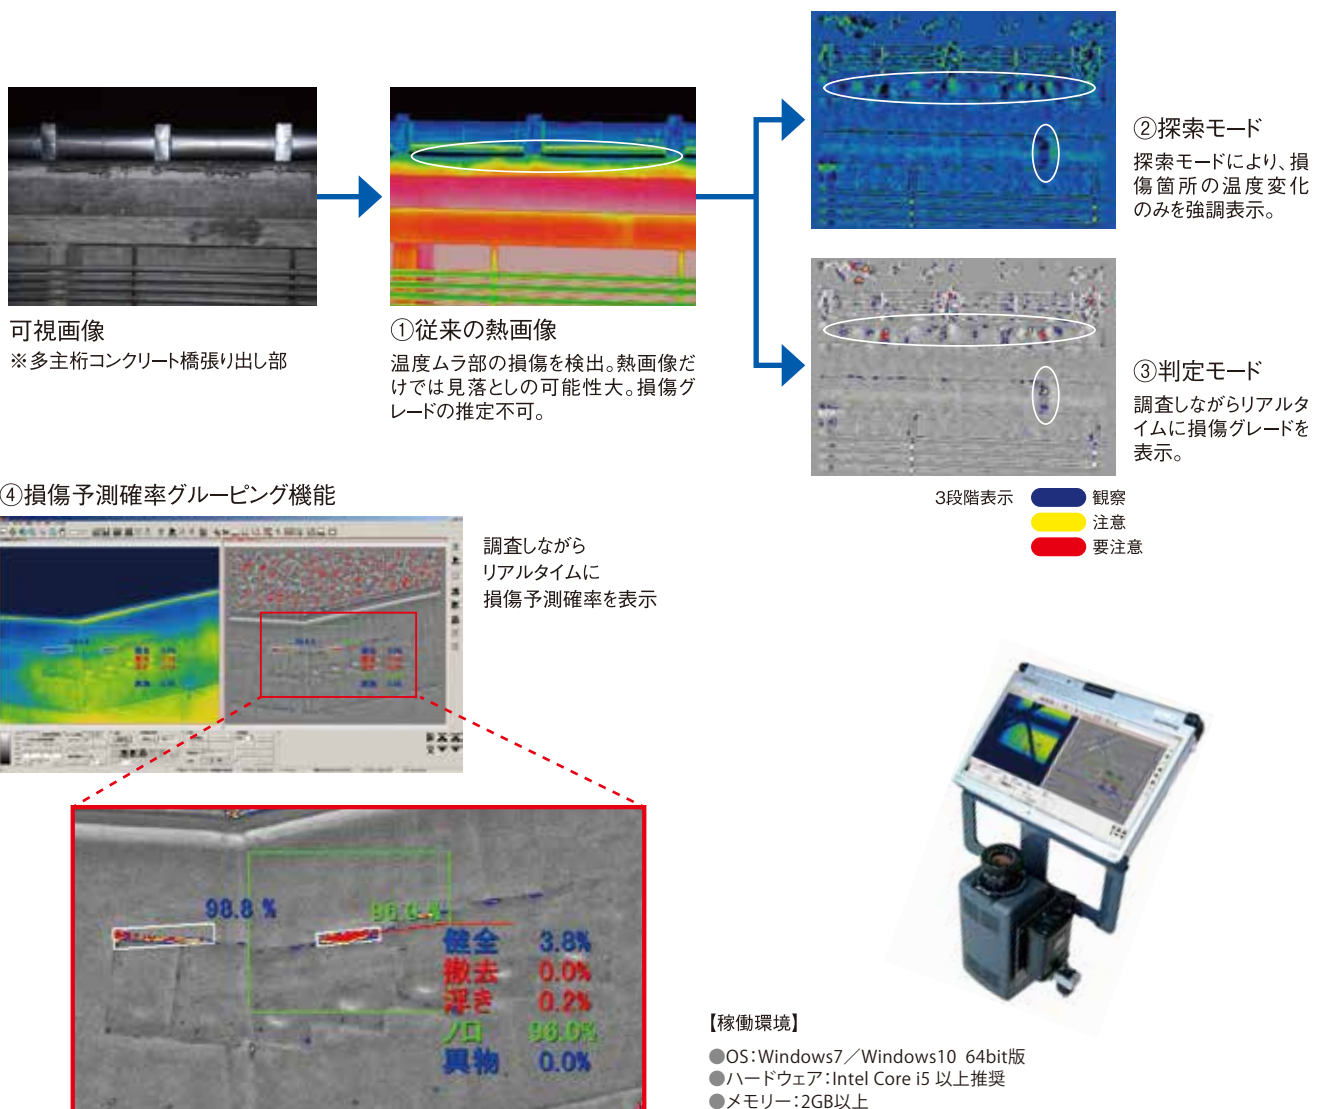 可視画像
※多主桁コンクリート橋張り出し部
①従来の熱画像
温度ムラ部の損傷を検出。熱画像だ
けでは見落としの可能性大。損傷グ
レードの推定不可。
②探索モード
探索モードにより、損
傷箇所の温度変化
のみを強調表示。
③判定モード
調査しながらリアルタ
イムに損傷グレードを
表示。
3段階表示 観察
注意
要注意
④損傷予測確率グルーピング機能
調査しながら
リアルタイムに
損傷予測確率を表示
98.8 %
96.0 %
健全 3.8%
撤去 0.0%
浮き 0.2%
ノロ 96.0%
異物 0.0%
【稼働環境】
●OS:Windows7/Windows10 64bit版
●ハードウェア:Intel Core i5 以上推奨
●メモリー:2GB以上